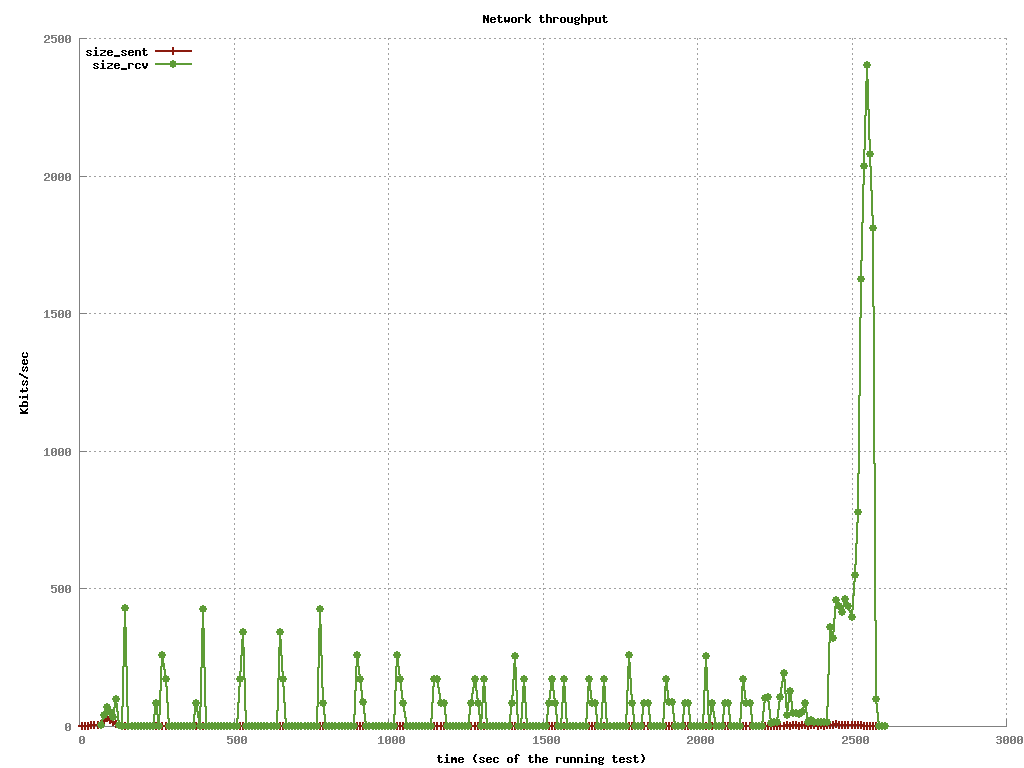 Network throughput
size_sent
size_rcv
2500
2000
1500
1000
500
0
Kbits/sec
0 500 1000 1500 2000 2500 3000
time (sec of the running test)